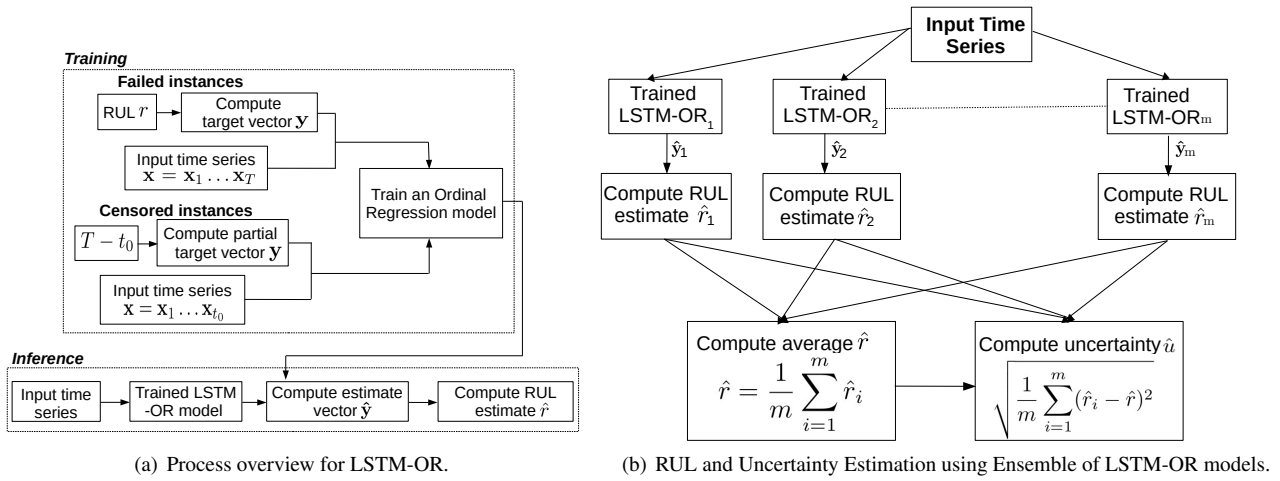 Training
Failed instances
RUL r
Compute
target vector y
Input time series
x = x₁ … x_T
Train an Ordinal
Regression model
Censored instances
T − t₀
Compute partial
target vector y
Input time series
x = x₁ … x_{t₀}
Inference
Input time
series
Trained LSTM
-OR model
Compute estimate
vector ŷ
Compute RUL
estimate r̂
(a) Process overview for LSTM-OR.
Input Time
Series
Trained
LSTM-OR₁
Trained
LSTM-OR₂
Trained
LSTM-ORₘ
ŷ₁
ŷ₂
ŷₘ
Compute RUL
estimate r̂₁
Compute RUL
estimate r̂₂
Compute RUL
estimate r̂ₘ
Compute average r̂
r̂ = 1/m ∑_{i=1}^{m} r̂ᵢ
Compute uncertainty û
√(1/m ∑_{i=1}^{m} (r̂ᵢ − r̂)²)
(b) RUL and Uncertainty Estimation using Ensemble of LSTM-OR models.